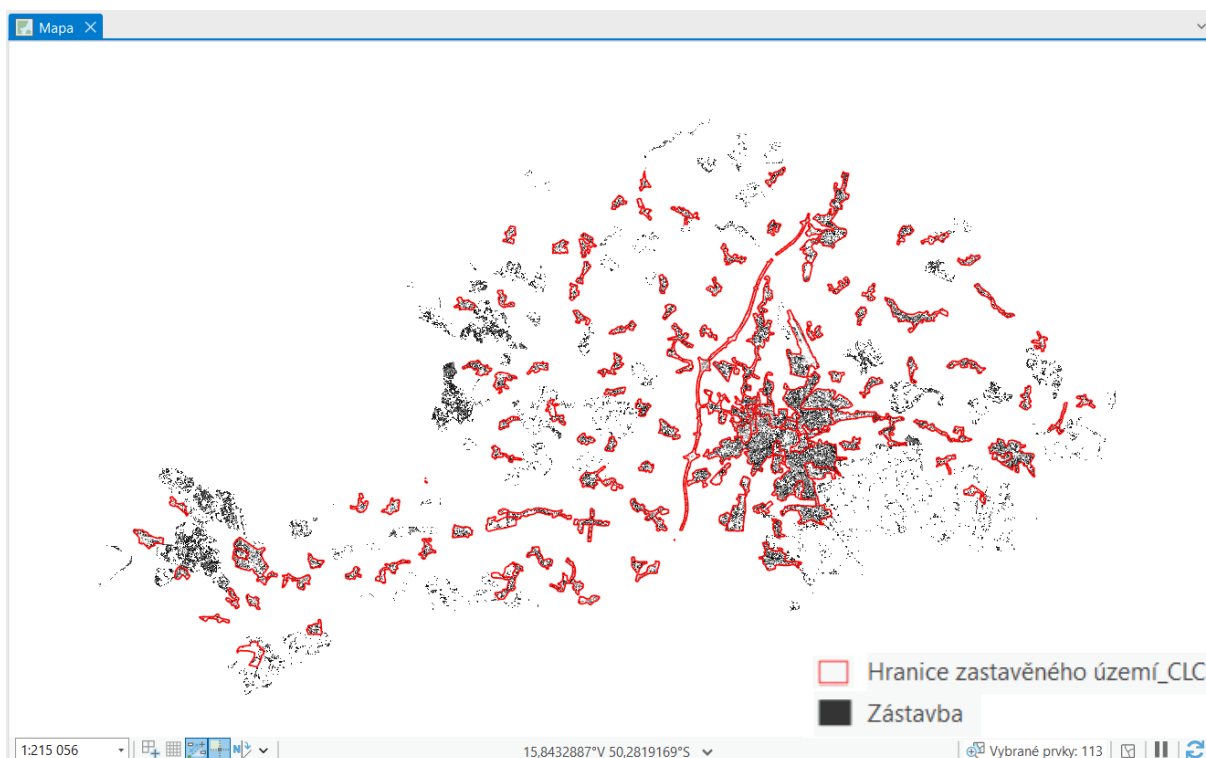 Mapa
Hranice zastavěného území_CLC
Zástavba
1:215 056
N
15,8432887°V 50,2819169°S
Vybrané prvky: 113